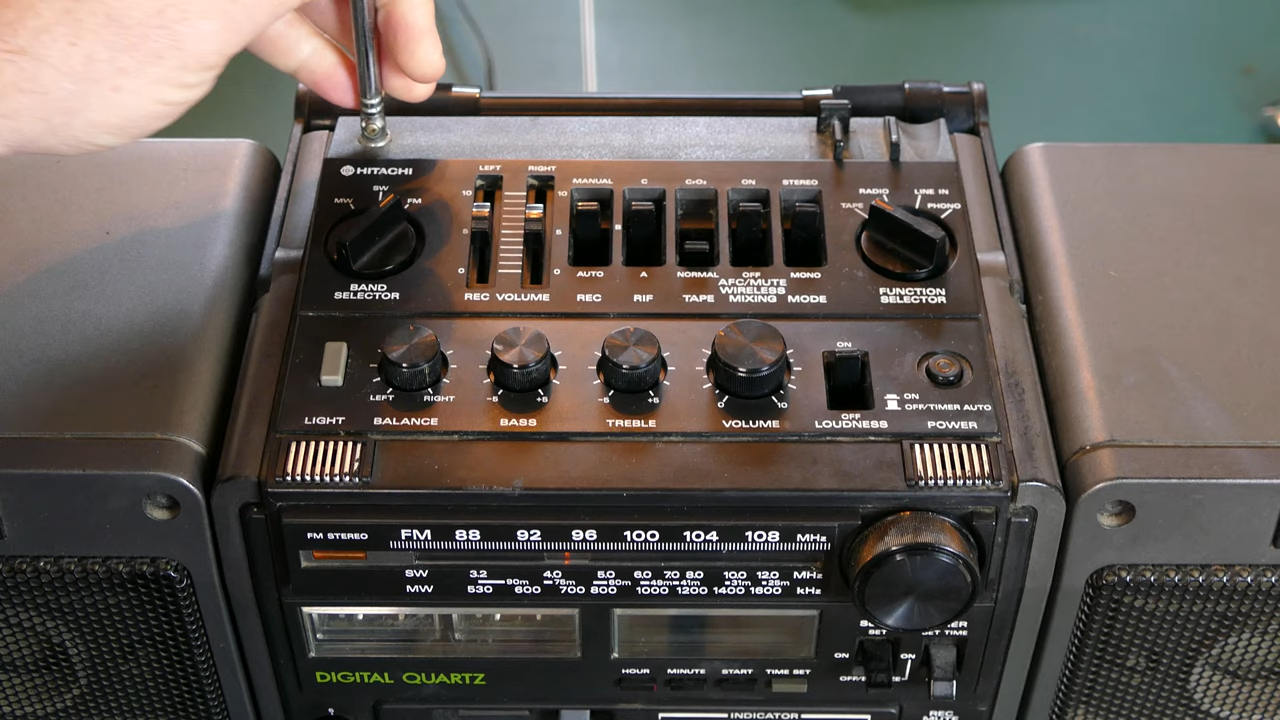 HITACHI
LEFT RIGHT MANUAL C CrO₂ ON STEREO
RADIO LINE IN
MW SW FM
10 10
TAPE PHONO
5 B 5
0 0
AUTO A NORMAL OFF MONO
BAND SELECTOR
REC VOLUME REC RIF TAPE AFC/MUTE WIRELESS MIXING MODE
FUNCTION SELECTOR
ON
LEFT RIGHT -5 +5 -5 +5 0 10
ON
OFF/TIMER AUTO
OFF
LIGHT BALANCE BASS TREBLE VOLUME LOUDNESS POWER
FM STEREO
FM 88 92 96 100 104 108 MHz
SW 3.2 4.0 5.0 6.0 7.0 8.0 10.0 12.0 MHz
90m 75m 60m 49m 41m 31m 25m
MW 530 600 700 800 1000 1200 1400 1600 kHz
SET SET TIME
ON ON
DIGITAL QUARTZ
HOUR MINUTE START TIME SET
INDICATOR
REC
MUTE